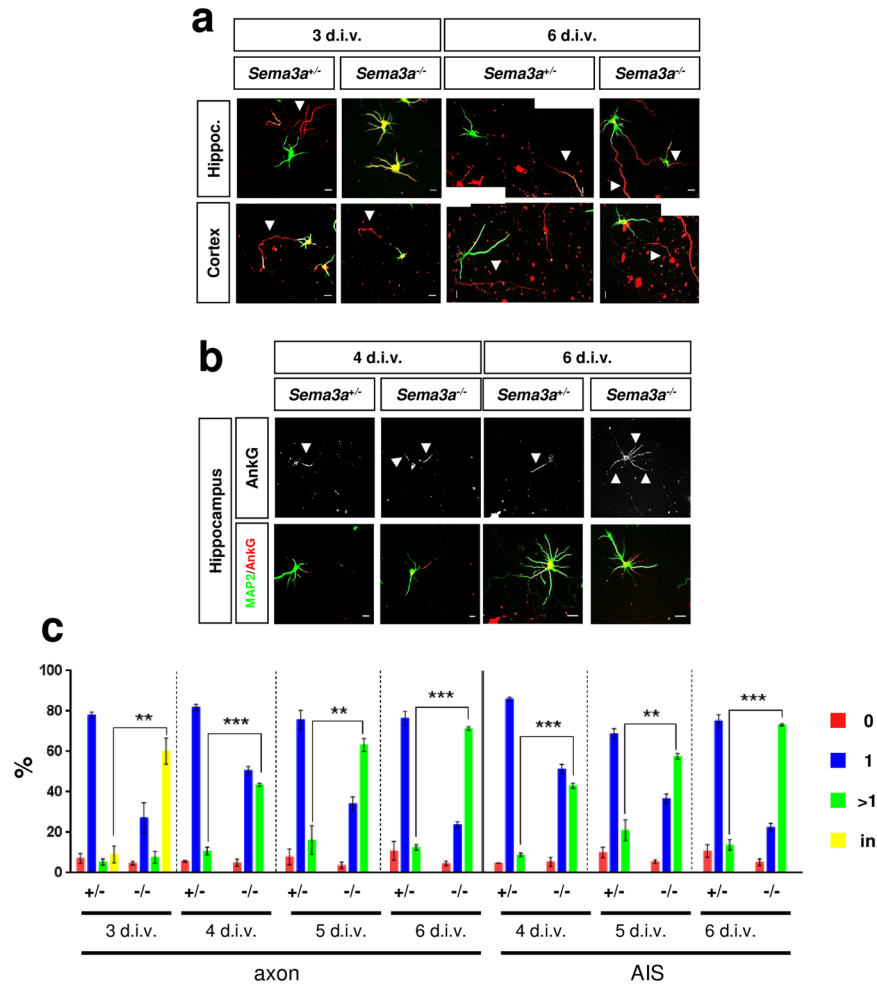 a
3 d.i.v. 6 d.i.v.
Sema3a+/- Sema3a-/- Sema3a+/- Sema3a-/-
Hippoc.
Cortex
b
4 d.i.v. 6 d.i.v.
Sema3a+/- Sema3a-/- Sema3a+/- Sema3a-/-
Hippocampus
AnkG
MAP2/AnkG
c
100
80
60
40
20
0
%
** *** ** *** *** ** ***
0
1
>1
in
+/- -/- +/- -/- +/- -/- +/- -/- +/- -/- +/- -/- +/- -/-
3 d.i.v. 4 d.i.v. 5 d.i.v. 6 d.i.v. 4 d.i.v. 5 d.i.v. 6 d.i.v.
axon AIS